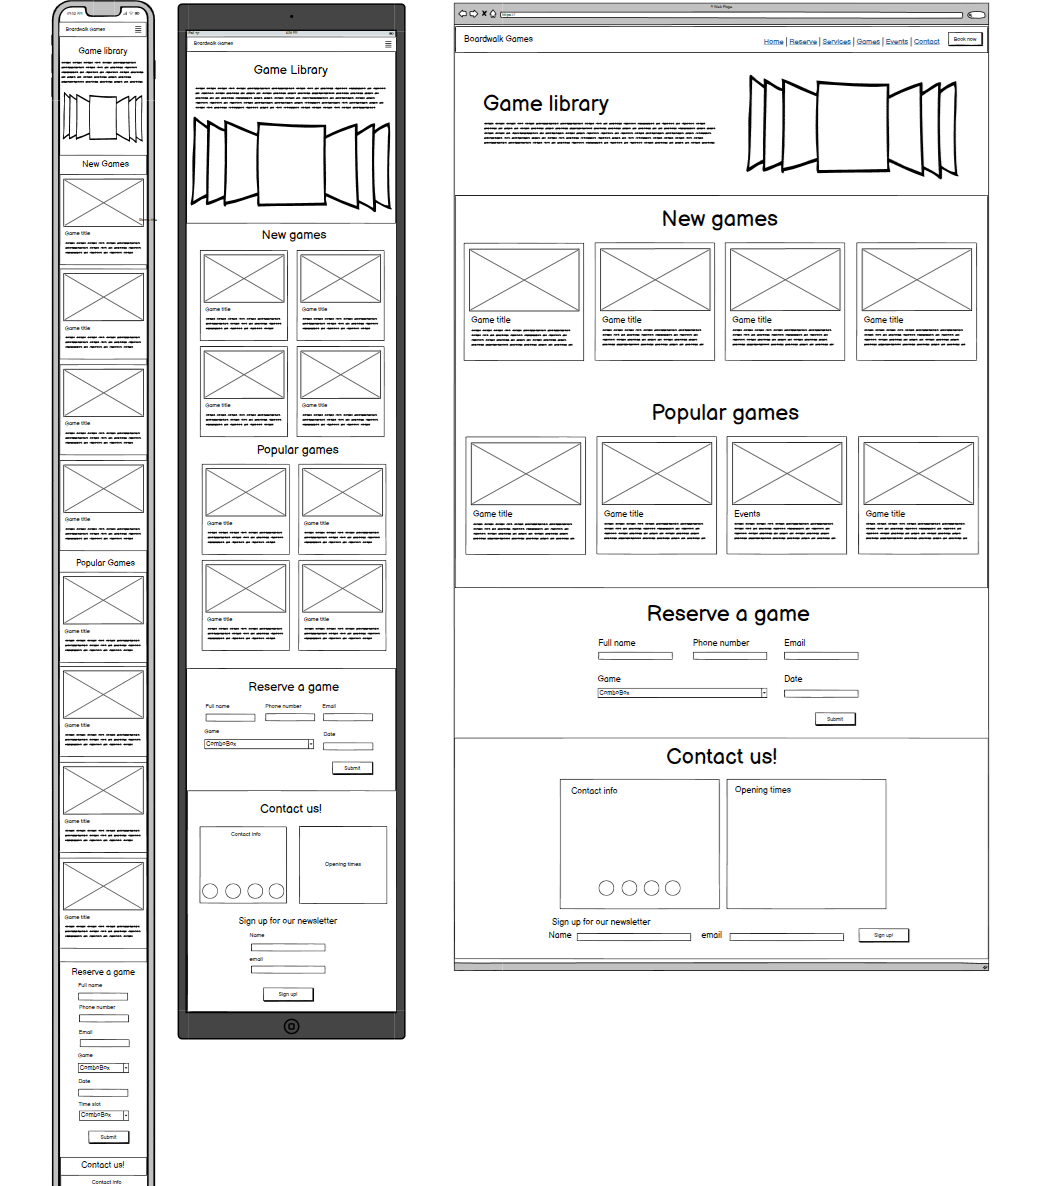 Boardwalk Games
Game library
New Games
Game title
Game title
Game title
Game title
Popular Games
Game title
Game title
Game title
Game title
Reserve a game
Full name
Phone number
Email
Game
ComboBox
Date
Time slot
ComboBox
Submit
Contact us!
Contact info
Boardwalk Games
Game Library
New games
Game title Game title
Game title Game title
Popular games
Game title Game title
Game title Game title
Reserve a game
Full name Phone number Email
Game Date
ComboBox
Submit
Contact us!
Contact info
Opening times
Sign up for our newsletter
Name
email
Sign up!
A Web Page
Boardwalk Games Home | Reserve | Services | Games | Events | Contact Book now
Game library
New games
Game title Game title Game title Game title
Popular games
Game title Game title Events Game title
Reserve a game
Full name Phone number Email
Game Date
ComboBox
Submit
Contact us!
Contact info Opening times
Sign up for our newsletter
Name email Sign up!